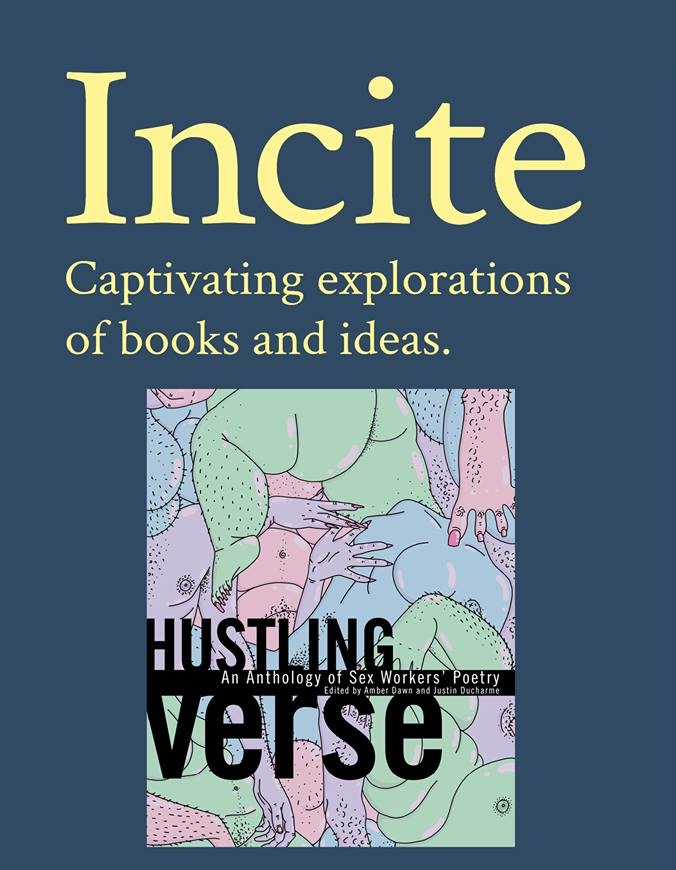 Incite
Captivating explorations
of books and ideas.
HUSTLING
An Anthology of Sex Workers' Poetry
Edited by Amber Dawn and Justin Ducharme
verse